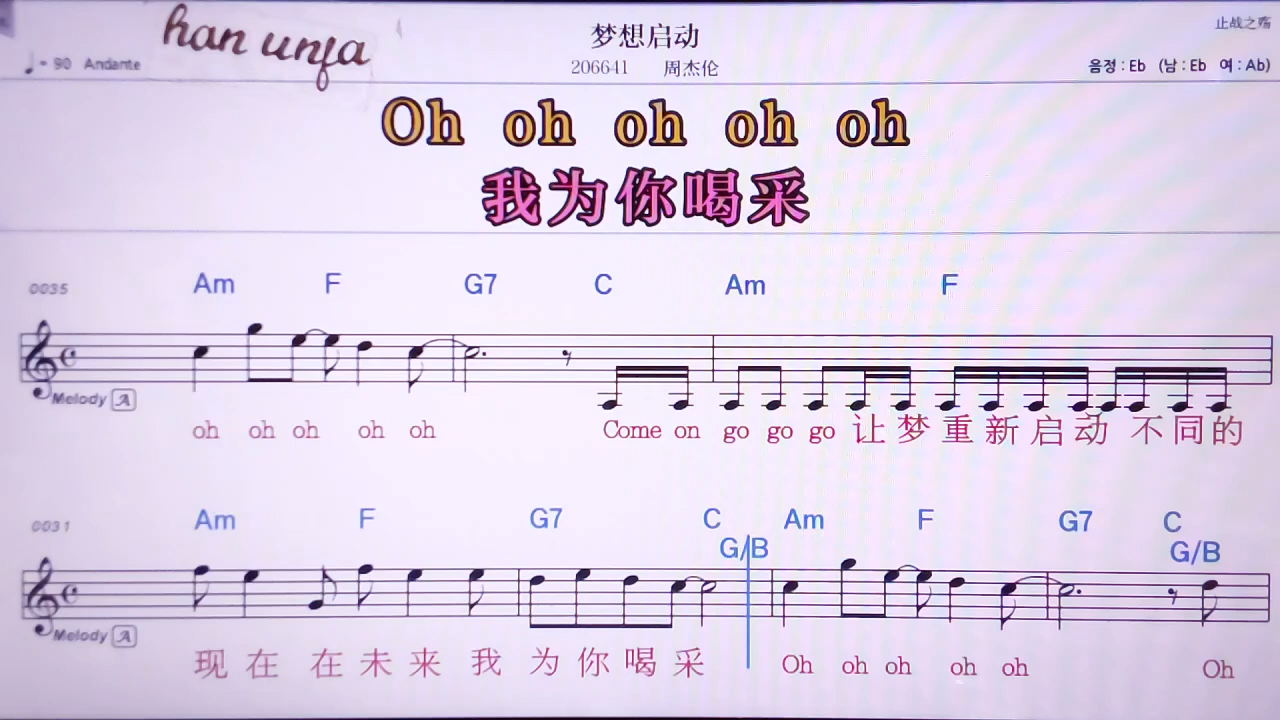 han unfa
♩= 90 Andante
梦想启动
206641 周杰伦
止战之殇
음정 : Eb (남 : Eb 여 : Ab)
Oh oh oh oh oh
我为你喝采
0035
Am F G7 C Am F
Melody A
oh oh oh oh oh Come on go go go 让梦重新启动 不同的
0031
Am F G7 C G/B Am F G7 C G/B
Melody A
现在在未来我为你喝采 Oh oh oh oh oh Oh